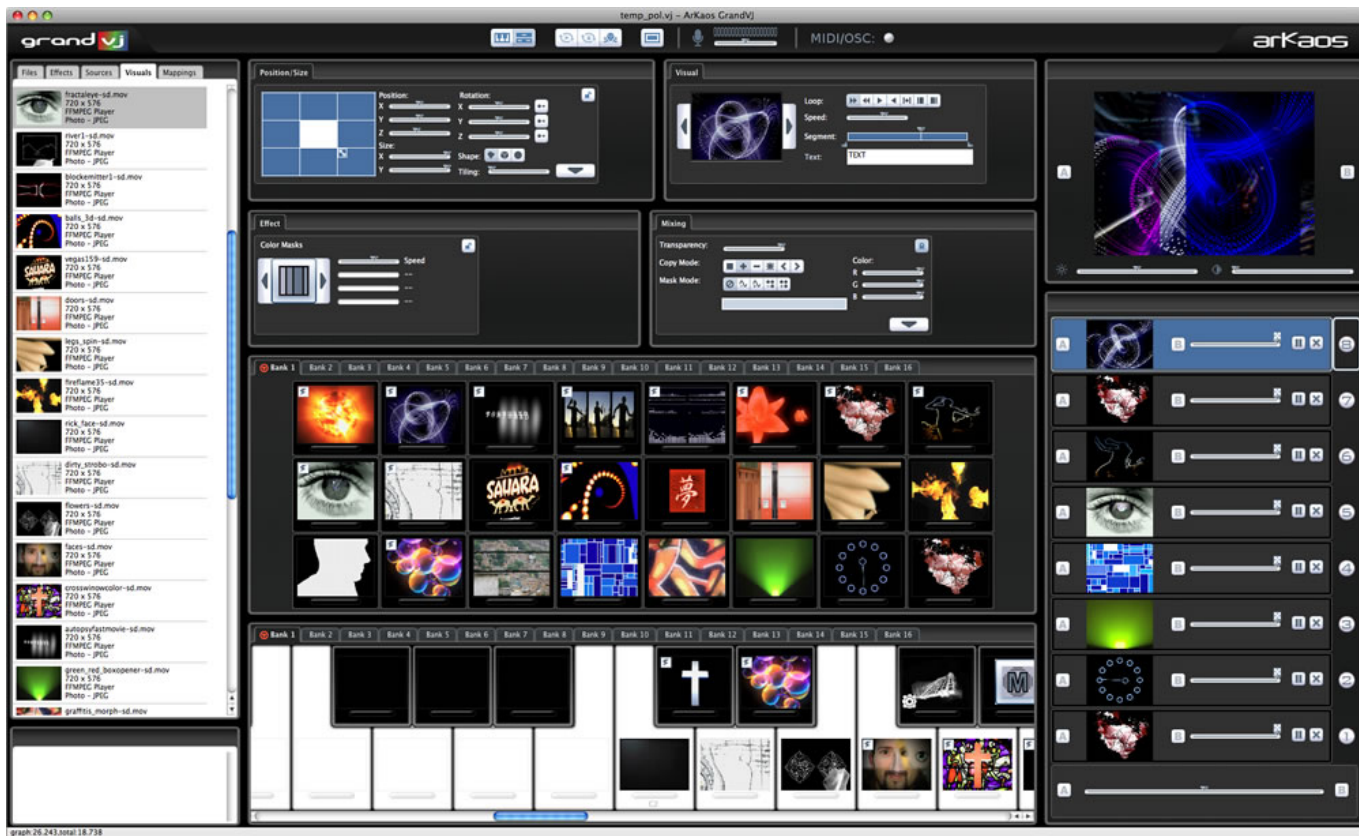 temp_pol.vj - ArKaos GrandVJ
grand vj
MIDI/OSC:
arKaos
Files Effects Sources Visuals Mappings
fractaleye-sd.mov
720 x 576
FFMPEG Player
Photo - JPEG
river1-sd.mov
720 x 576
FFMPEG Player
Photo - JPEG
blockemitter1-sd.mov
720 x 576
FFMPEG Player
Photo - JPEG
balls_3d-sd.mov
720 x 576
FFMPEG Player
Photo - JPEG
vegas159-sd.mov
720 x 576
FFMPEG Player
Photo - JPEG
doors-sd.mov
720 x 576
FFMPEG Player
Photo - JPEG
legs_spin-sd.mov
720 x 576
FFMPEG Player
Photo - JPEG
fireflame35-sd.mov
720 x 576
FFMPEG Player
Photo - JPEG
rick_face-sd.mov
720 x 576
FFMPEG Player
Photo - JPEG
dirty_strobo-sd.mov
720 x 576
FFMPEG Player
Photo - JPEG
flowers-sd.mov
720 x 576
FFMPEG Player
Photo - JPEG
faces-sd.mov
720 x 576
FFMPEG Player
Photo - JPEG
crosswinowcolor-sd.mov
720 x 576
FFMPEG Player
Photo - JPEG
autopsyfastmovie-sd.mov
720 x 576
FFMPEG Player
Photo - JPEG
green_red_boxopener-sd.mov
720 x 576
FFMPEG Player
Photo - JPEG
graffitis_morph-sd.mov
SAHARA
Position/Size
Position: Rotation:
X X
Y Y
Z Z
Size:
X Shape:
Y Tiling:
Visual
Loop:
Speed:
Segment:
Text: TEXT
A B
Effect
Color Masks
Speed
--
--
--
Mixing
Transparency:
Copy Mode: Color:
R
Mask Mode: G
B
Bank 1 Bank 2 Bank 3 Bank 4 Bank 5 Bank 6 Bank 7 Bank 8 Bank 9 Bank 10 Bank 11 Bank 12 Bank 13 Bank 14 Bank 15 Bank 16
SAHARA
夢
Bank 1 Bank 2 Bank 3 Bank 4 Bank 5 Bank 6 Bank 7 Bank 8 Bank 9 Bank 10 Bank 11 Bank 12 Bank 13 Bank 14 Bank 15 Bank 16
M
C2
A B 8
A B 7
A B 6
A B 5
A B 4
A B 3
A B 2
A B 1
A B
graph:26.243,total:18.738